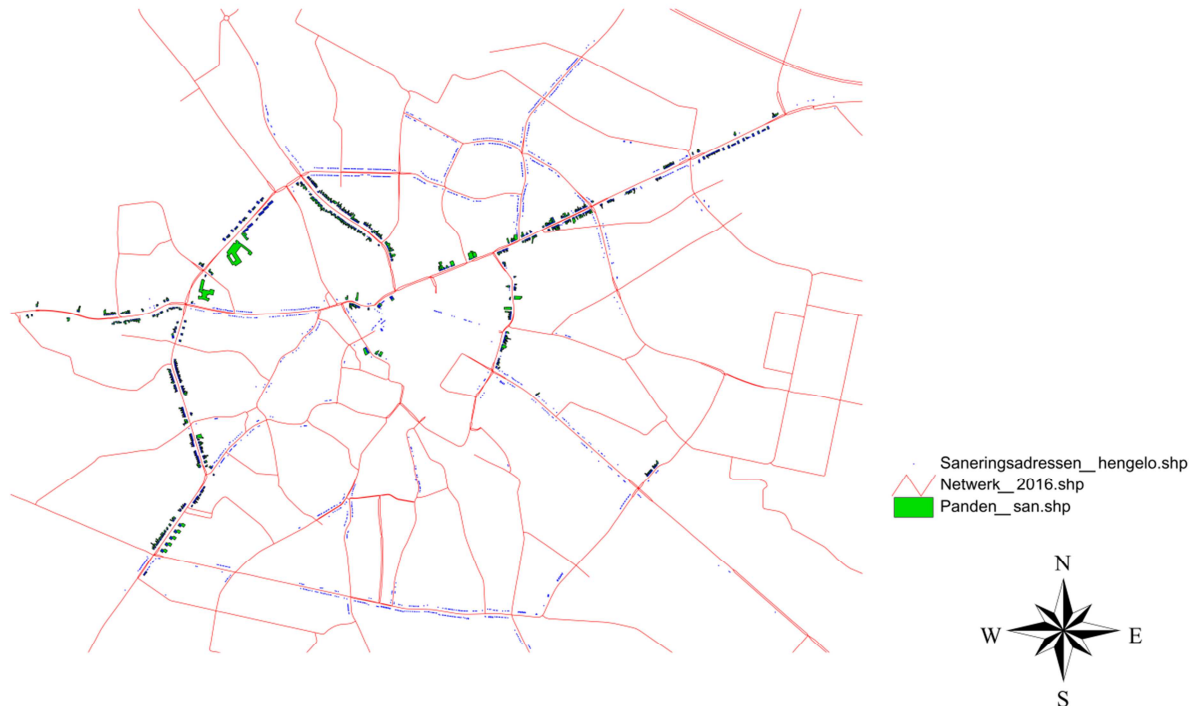 Saneringsadressen__hengelo.shp
Netwerk__2016.shp
Panden__san.shp
N
W E
S